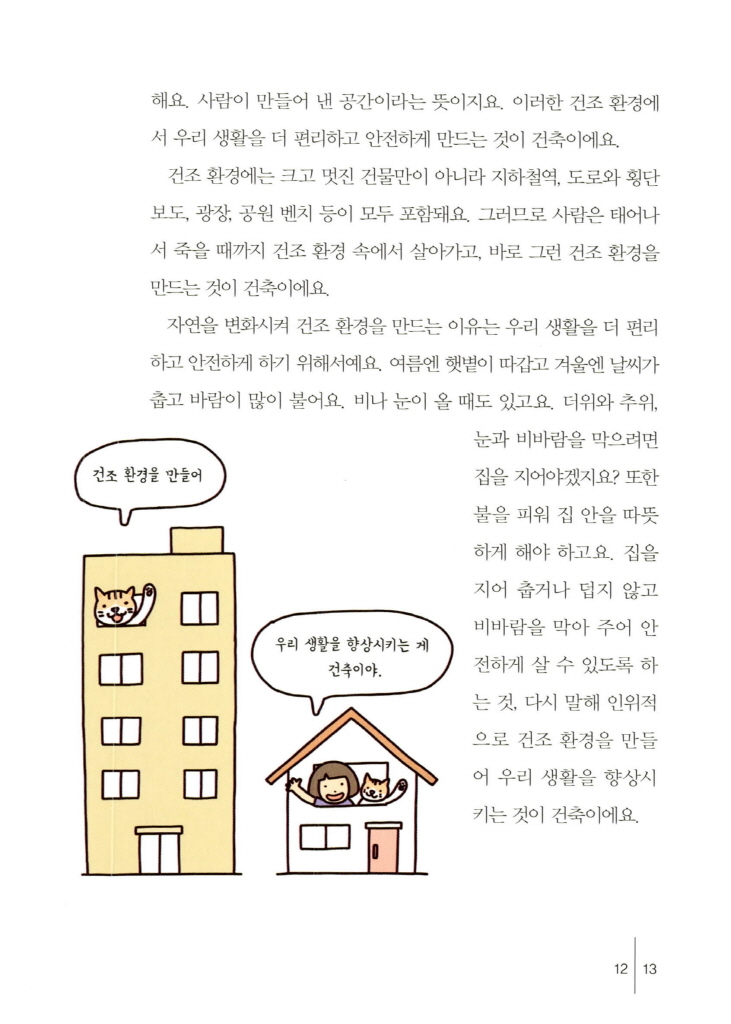 해요. 사람이 만들어 낸 공간이라는 뜻이지요. 이러한 건조 환경에
서 우리 생활을 더 편리하고 안전하게 만드는 것이 건축이에요.
건조 환경에는 크고 멋진 건물만이 아니라 지하철역, 도로와 횡단
보도, 광장, 공원 벤치 등이 모두 포함돼요. 그러므로 사람은 태어나
서 죽을 때까지 건조 환경 속에서 살아가고, 바로 그런 건조 환경을
만드는 것이 건축이에요.
자연을 변화시켜 건조 환경을 만드는 이유는 우리 생활을 더 편리
하고 안전하게 하기 위해서예요. 여름엔 햇볕이 따갑고 겨울엔 날씨가
춥고 바람이 많이 불어요. 비나 눈이 올 때도 있고요. 더위와 추위,
눈과 비바람을 막으려면
집을 지어야겠지요? 또한
불을 피워 집 안을 따뜻
하게 해야 하고요. 집을
지어 춥거나 덥지 않고
비바람을 막아 주어 안
전하게 살 수 있도록 하
는 것, 다시 말해 인위적
으로 건조 환경을 만들
어 우리 생활을 향상시
키는 것이 건축이에요.
건조 환경을 만들어
우리 생활을 향상시키는 게
건축이야.
12 13